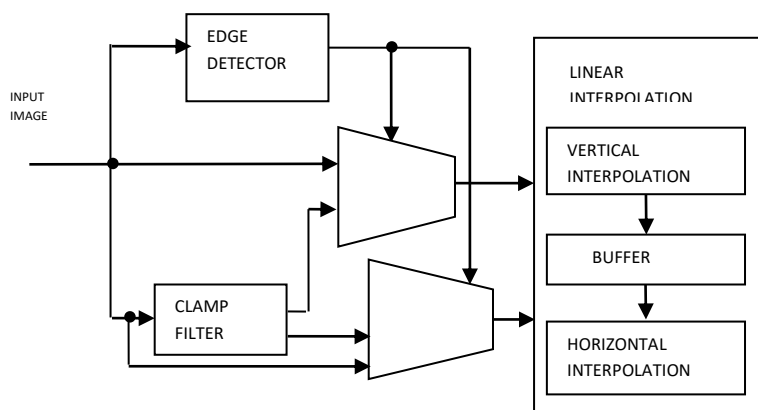 EDGE
DETECTOR
INPUT
IMAGE
LINEAR
INTERPOLATION
VERTICAL
INTERPOLATION
BUFFER
CLAMP
FILTER
HORIZONTAL
INTERPOLATION